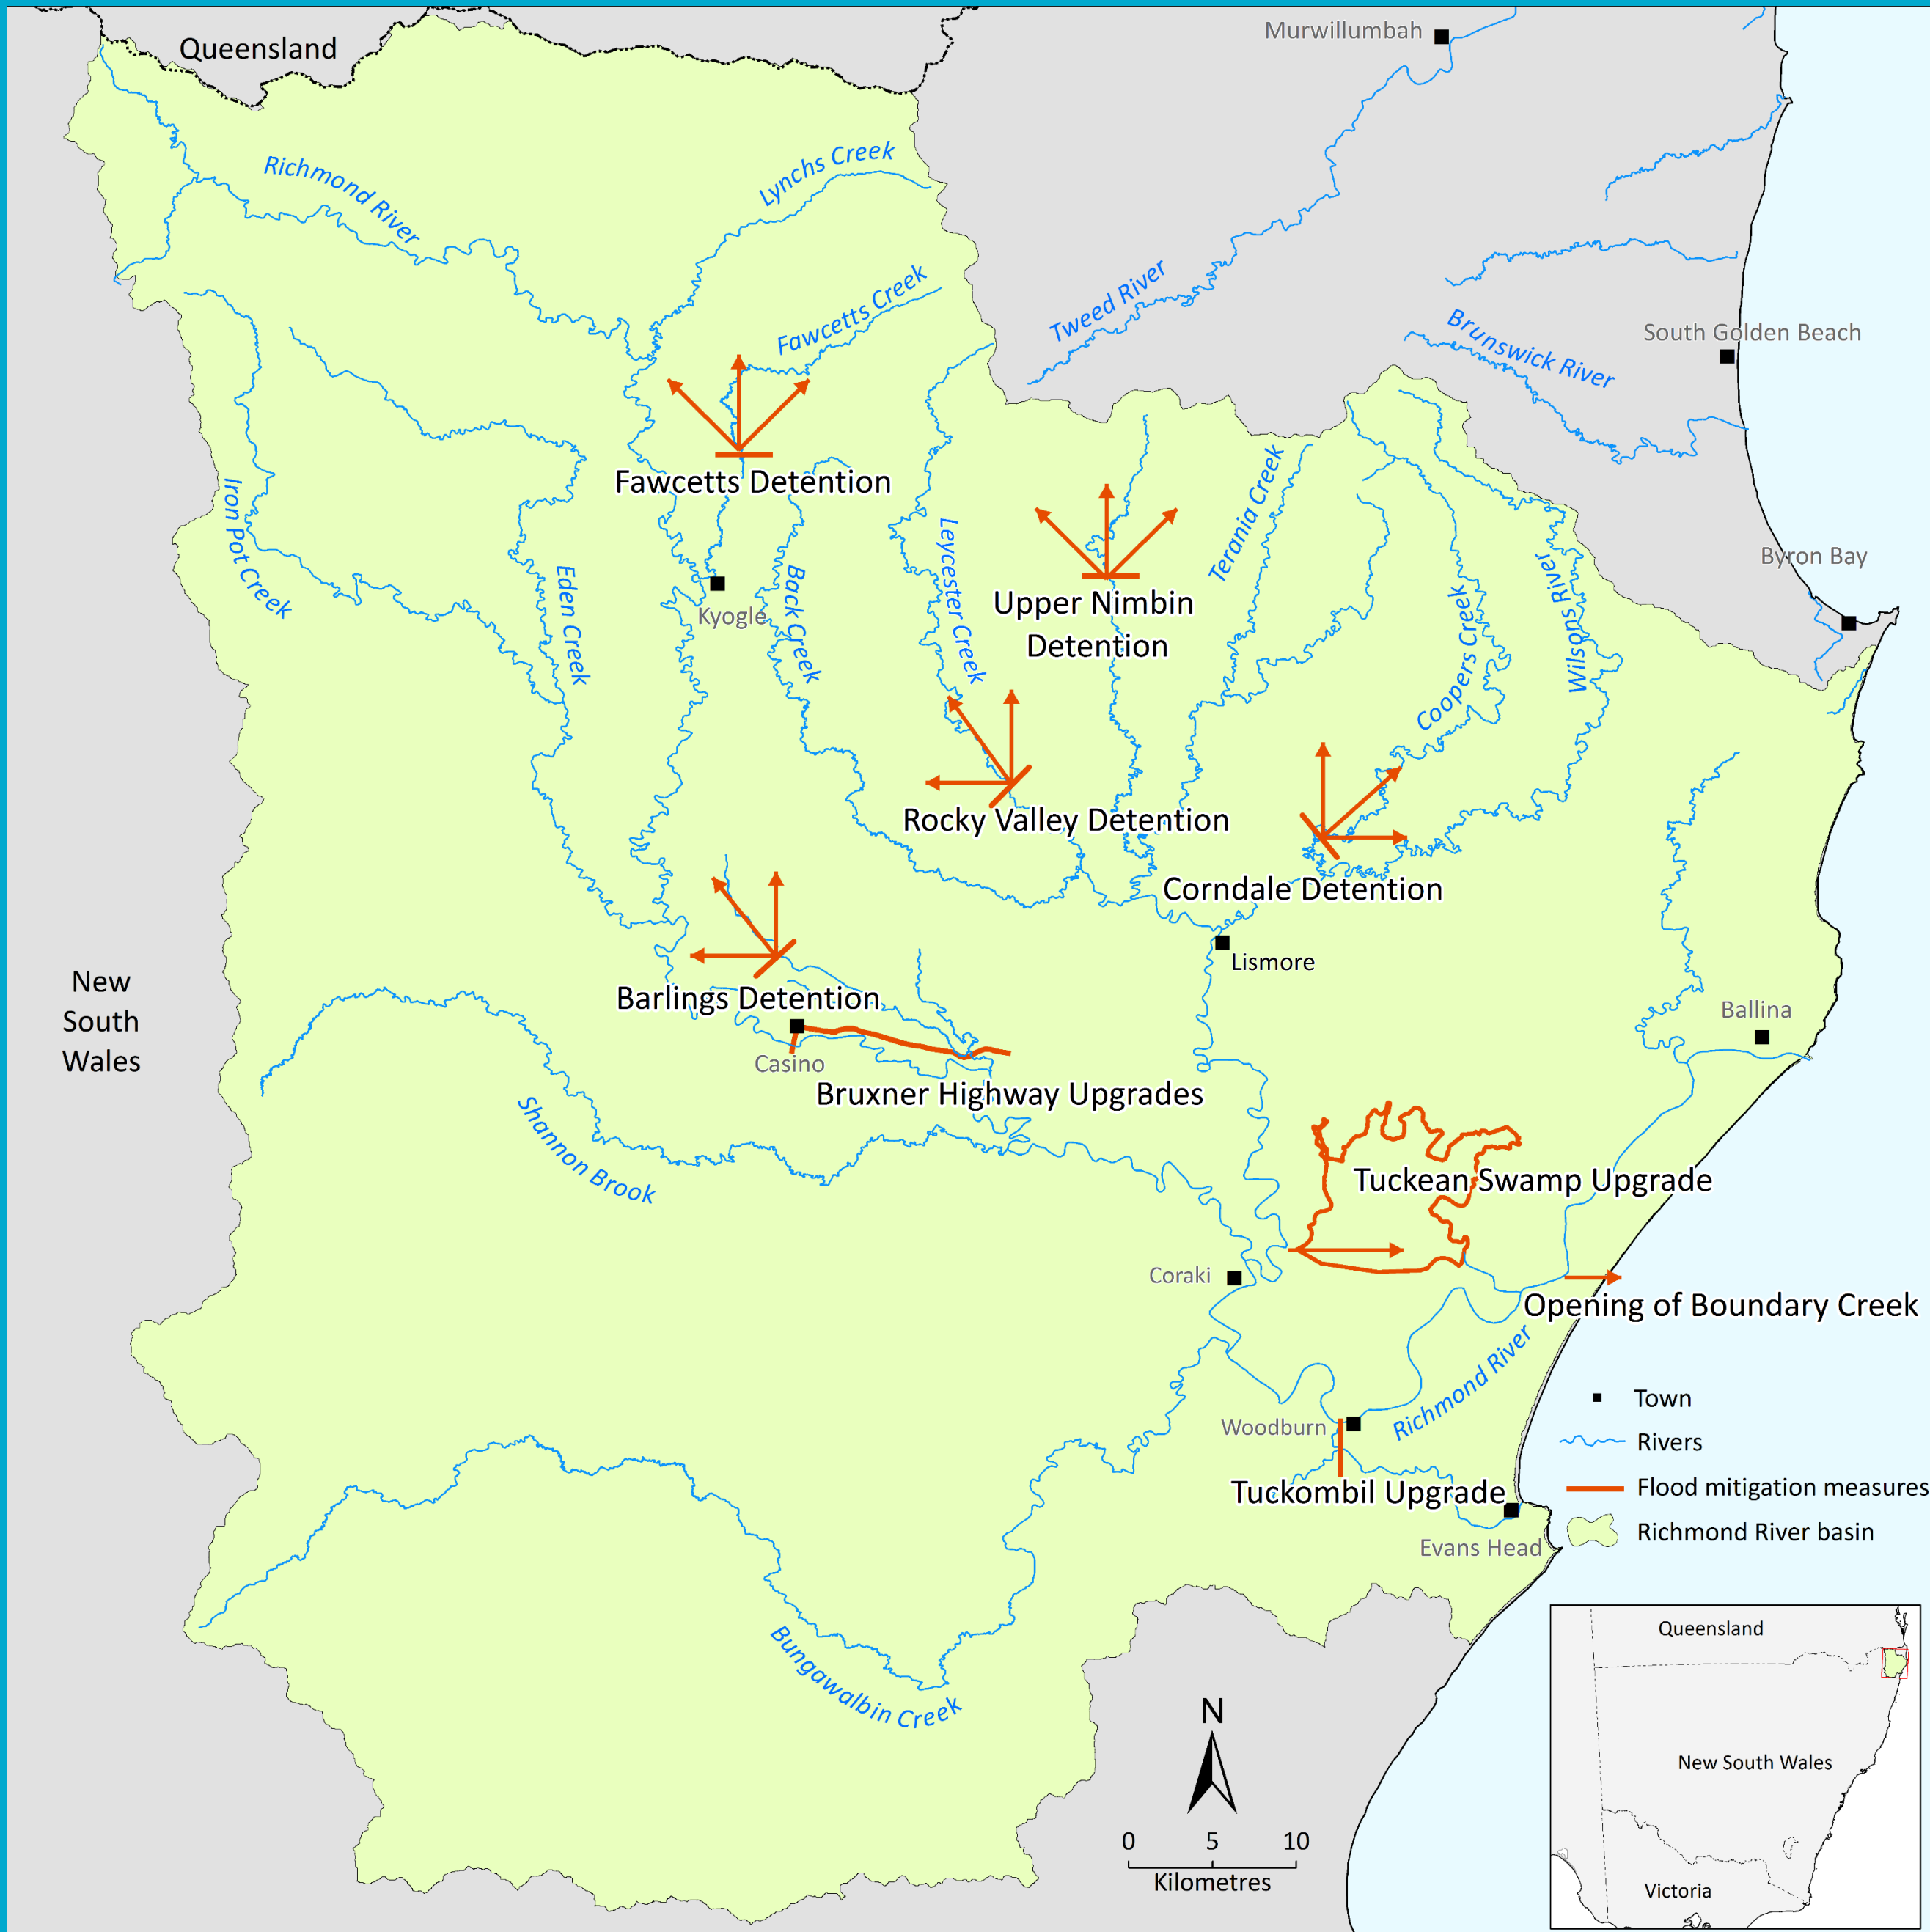 Queensland
Murwillumbah
Richmond River
Lynchs Creek
Fawcetts Creek
Tweed River
Brunswick River
South Golden Beach
Fawcetts Detention
Iron Pot Creek
Eden Creek
Kyogle
Back Creek
Leycester Creek
Upper Nimbin
Detention
Terania Creek
Coopers Creek
Wilsons River
Byron Bay
Rocky Valley Detention
Corndale Detention
Lismore
New
South
Wales
Barlings Detention
Casino
Bruxner Highway Upgrades
Ballina
Shannon Brook
Tuckean Swamp Upgrade
Coraki
Opening of Boundary Creek
Richmond River
Woodburn
Tuckombil Upgrade
Evans Head
Bungawalbin Creek
Town
Rivers
Flood mitigation measures
Richmond River basin
N
0 5 10
Kilometres
Queensland
New South Wales
Victoria